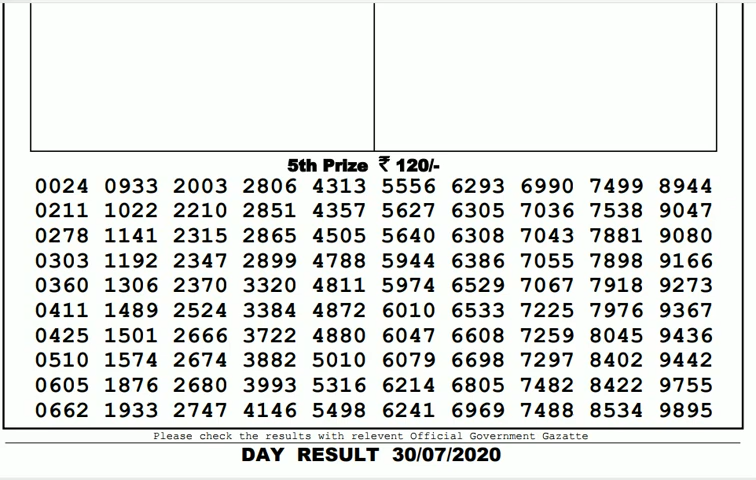 5th Prize ₹ 120/-
0024 0933 2003 2806 4313 5556 6293 6990 7499 8944
0211 1022 2210 2851 4357 5627 6305 7036 7538 9047
0278 1141 2315 2865 4505 5640 6308 7043 7881 9080
0303 1192 2347 2899 4788 5944 6386 7055 7898 9166
0360 1306 2370 3320 4811 5974 6529 7067 7918 9273
0411 1489 2524 3384 4872 6010 6533 7225 7976 9367
0425 1501 2666 3722 4880 6047 6608 7259 8045 9436
0510 1574 2674 3882 5010 6079 6698 7297 8402 9442
0605 1876 2680 3993 5316 6214 6805 7482 8422 9755
0662 1933 2747 4146 5498 6241 6969 7488 8534 9895
Please check the results with relevent Official Government Gazatte
DAY RESULT 30/07/2020